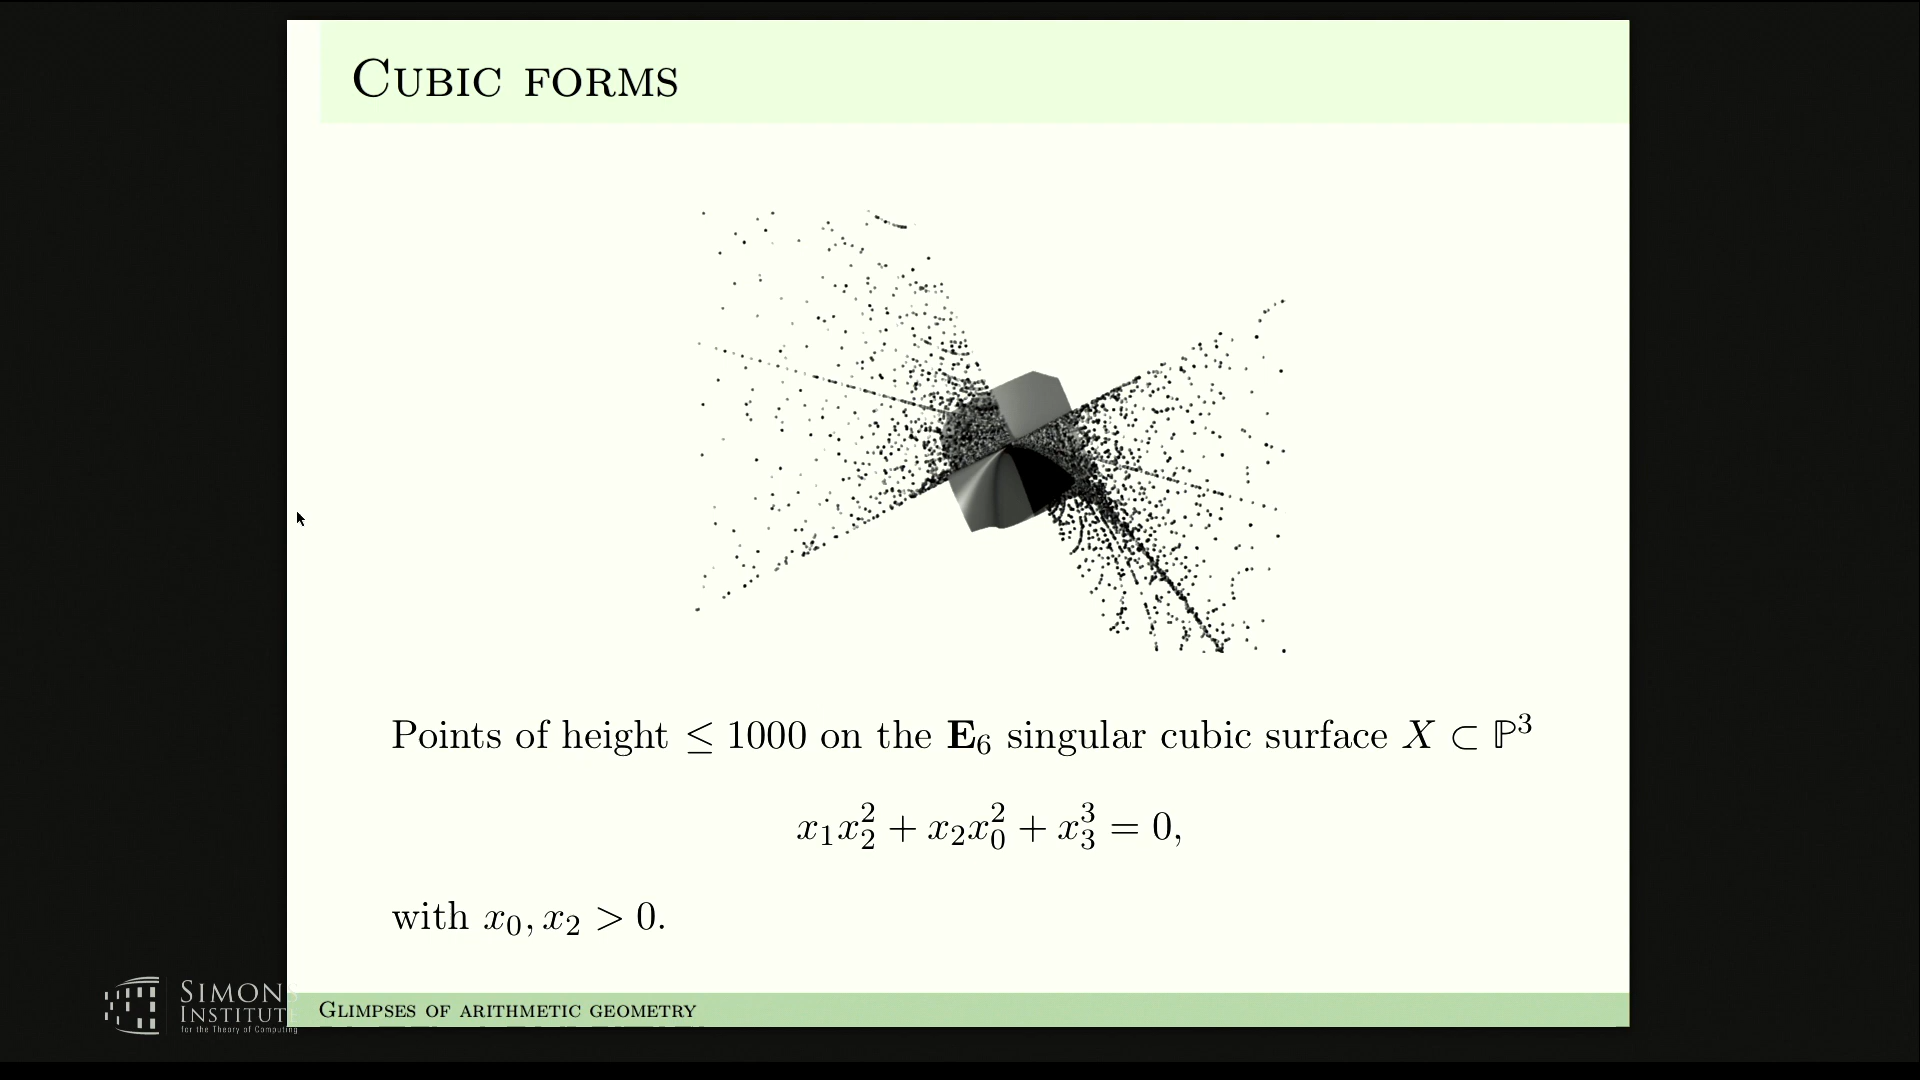 CUBIC FORMS
Points of height ≤ 1000 on the E₆ singular cubic surface X ⊂ ℙ³
x₁x₂² + x₂x₀² + x₃³ = 0,
with x₀, x₂ > 0.
SIMONS
INSTITUTE
for the Theory of Computing
GLIMPSES OF ARITHMETIC GEOMETRY